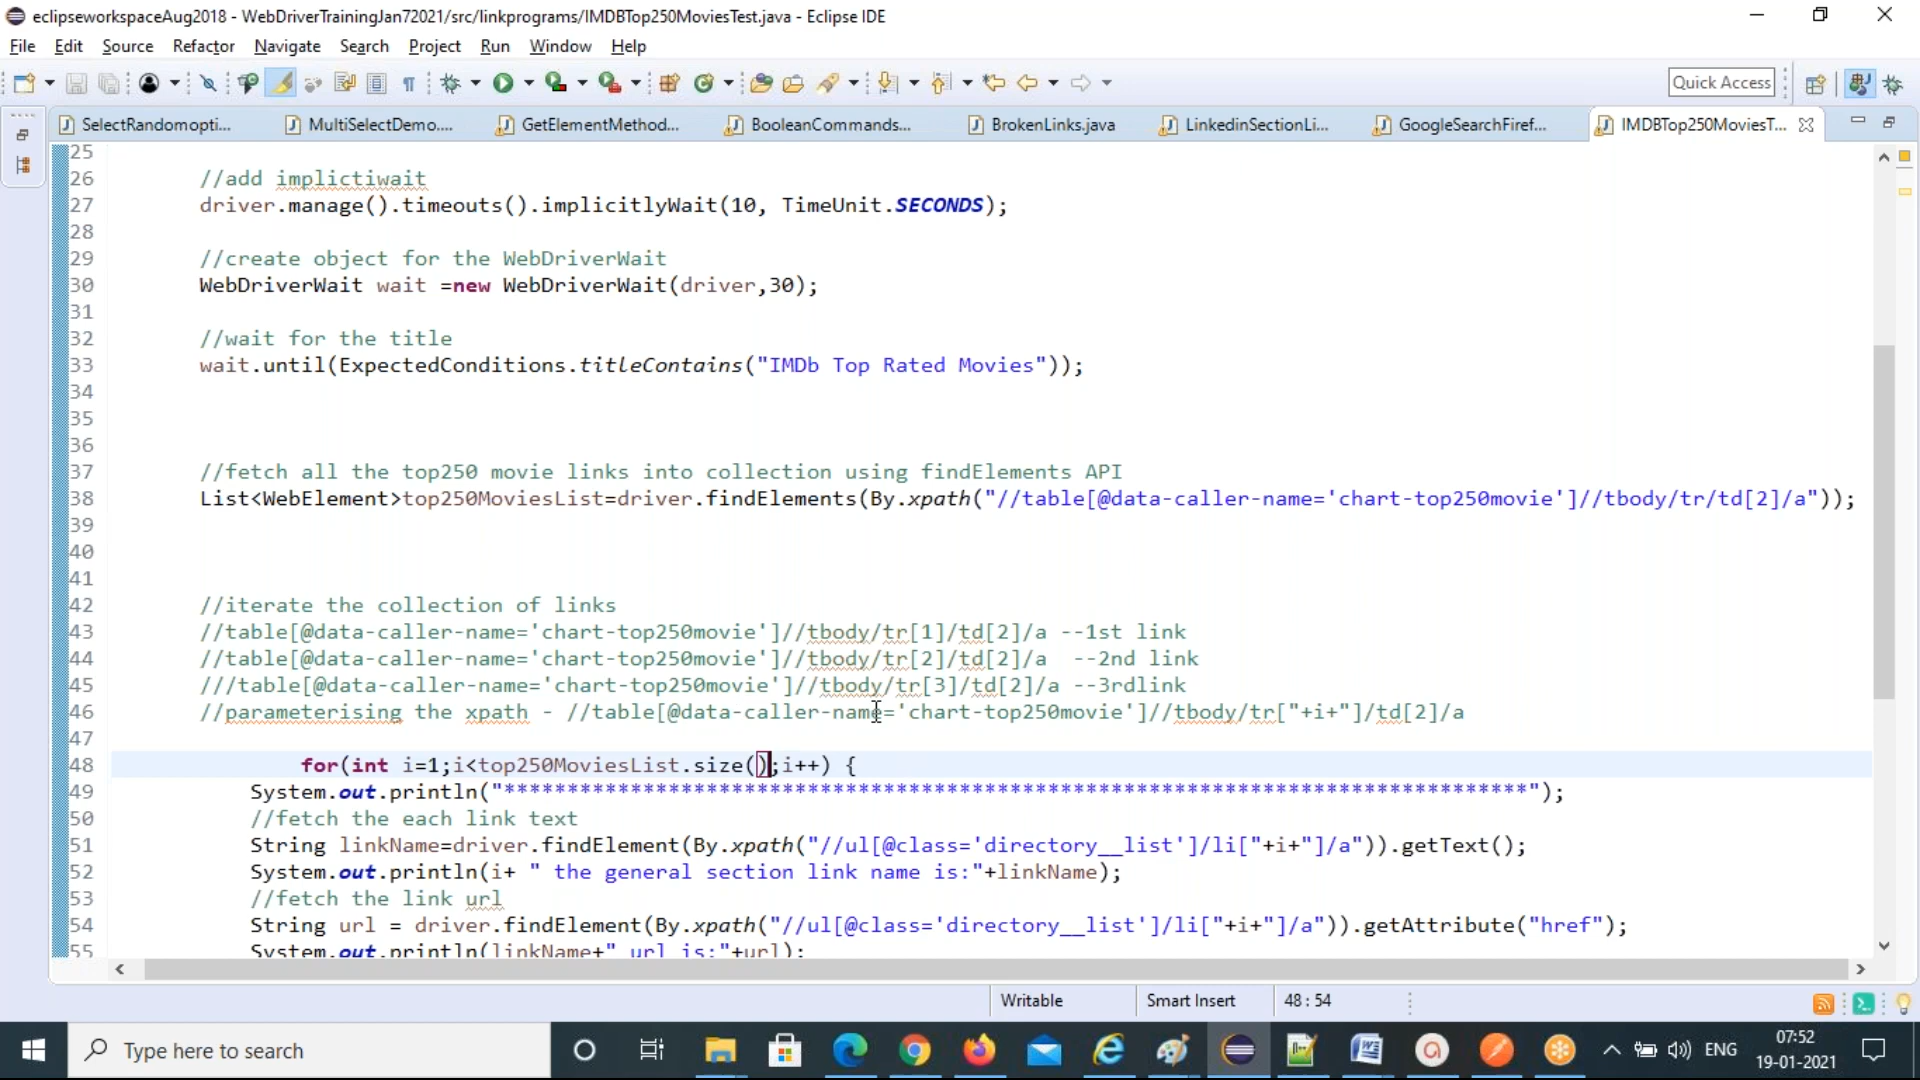 eclipseworkspaceAug2018 - WebDriverTrainingJan72021/src/linkprograms/IMDBTop250MoviesTest.java - Eclipse IDE
File Edit Source Refactor Navigate Search Project Run Window Help
Quick Access
SelectRandomopti... MultiSelectDemo.... GetElementMethod... BooleanCommands... BrokenLinks.java LinkedinSectionLi... GoogleSearchFiref... IMDBTop250MoviesT...
25
26 //add implictiwait
27 driver.manage().timeouts().implicitlyWait(10, TimeUnit.SECONDS);
28
29 //create object for the WebDriverWait
30 WebDriverWait wait =new WebDriverWait(driver,30);
31
32 //wait for the title
33 wait.until(ExpectedConditions.titleContains("IMDb Top Rated Movies"));
34
35
36
37 //fetch all the top250 movie links into collection using findElements API
38 List<WebElement>top250MoviesList=driver.findElements(By.xpath("//table[@data-caller-name='chart-top250movie']//tbody/tr/td[2]/a"));
39
40
41
42 //iterate the collection of links
43 //table[@data-caller-name='chart-top250movie']//tbody/tr[1]/td[2]/a --1st link
44 //table[@data-caller-name='chart-top250movie']//tbody/tr[2]/td[2]/a  --2nd link
45 ///table[@data-caller-name='chart-top250movie']//tbody/tr[3]/td[2]/a --3rdlink
46 //parameterising the xpath - //table[@data-caller-name='chart-top250movie']//tbody/tr["+i+"]/td[2]/a
47
48 for(int i=1;i<top250MoviesList.size();i++) {
49 System.out.println("*********************************************************************************");
50 //fetch the each link text
51 String linkName=driver.findElement(By.xpath("//ul[@class='directory__list']/li["+i+"]/a")).getText();
52 System.out.println(i+ " the general section link name is:"+linkName);
53 //fetch the link url
54 String url = driver.findElement(By.xpath("//ul[@class='directory__list']/li["+i+"]/a")).getAttribute("href");
55 System.out.println(linkName+" url is:"+url);
Writable Smart Insert 48 : 54
Type here to search
ENG
07:52
19-01-2021